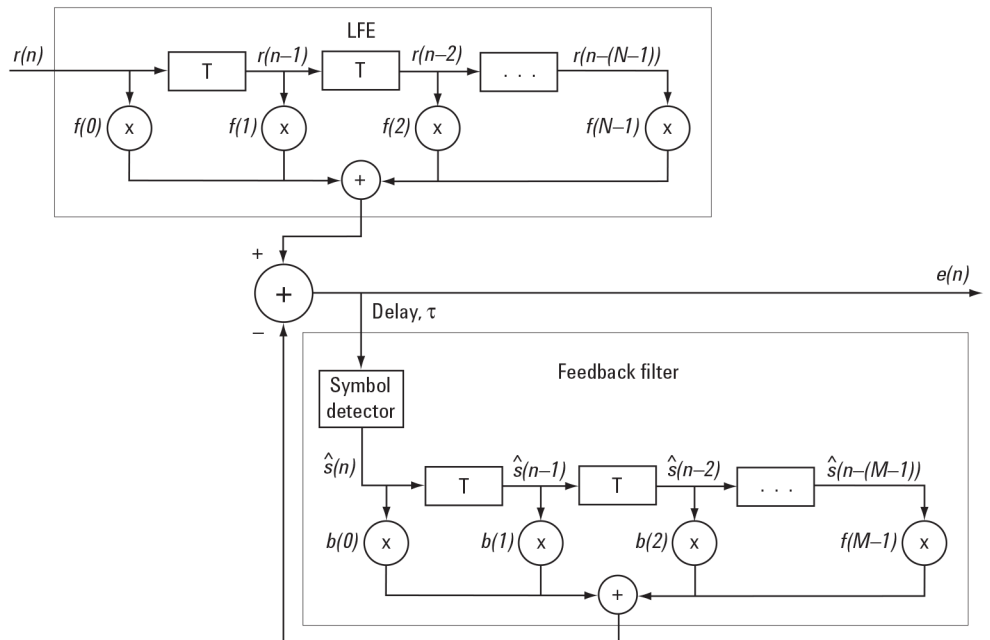 LFE
r(n)
r(n–1)
r(n–2)
r(n–(N–1))
T
T
. . .
f(0)
x
f(1)
x
f(2)
x
f(N–1)
x
+
+
+
e(n)
–
Delay, τ
Feedback filter
Symbol
detector
ŝ(n)
ŝ(n–1)
ŝ(n–2)
ŝ(n–(M–1))
T
T
. . .
b(0)
x
b(1)
x
b(2)
x
f(M–1)
x
+